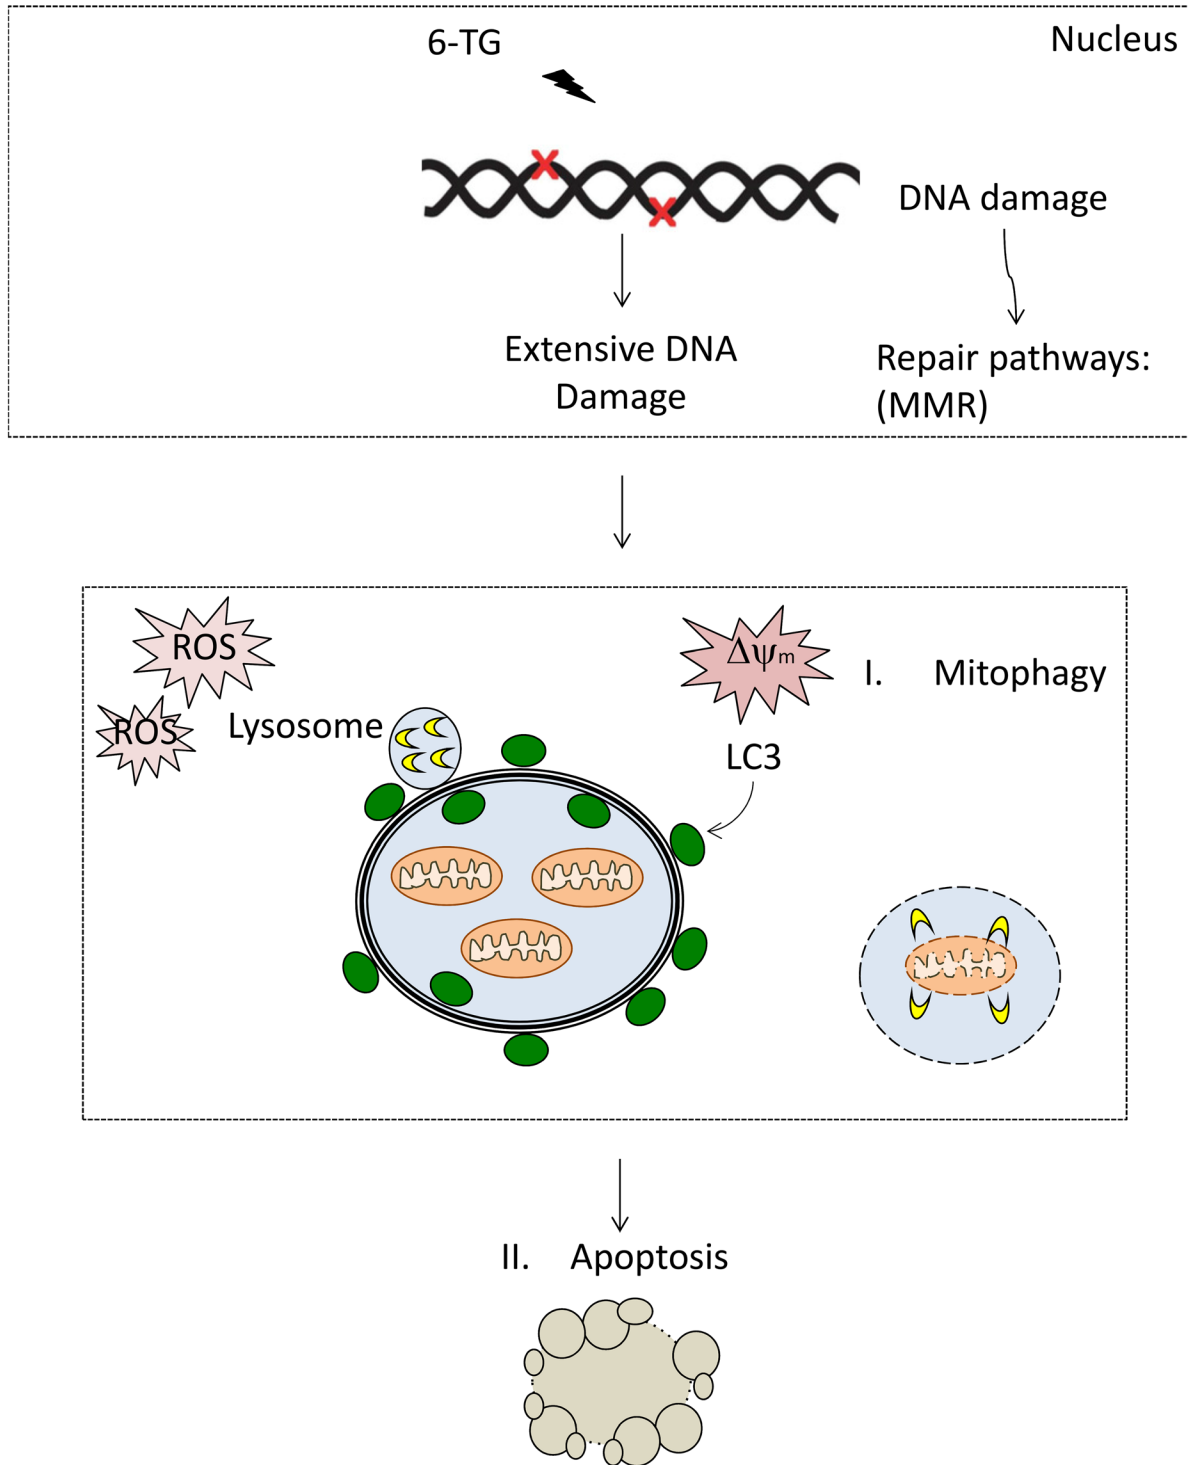 6-TG
Nucleus
DNA damage
Extensive DNA
Damage
Repair pathways:
(MMR)
ROS
ROS
Lysosome
Δψm
I. Mitophagy
LC3
II. Apoptosis